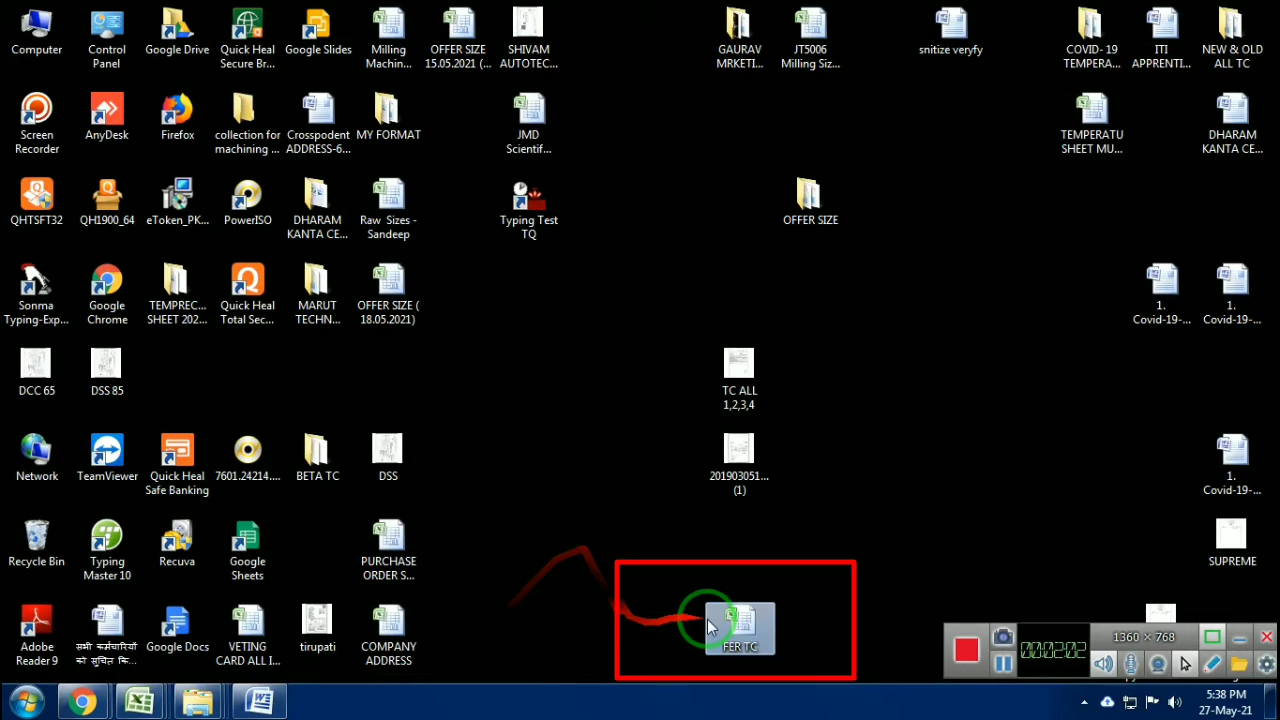 Computer
Control
Panel
Google Drive
Quick Heal
Secure Br...
Google Slides
Milling
Machin...
OFFER SIZE
15.05.2021 (...
SHIVAM
AUTOTEC...
GAURAV
MRKETI...
JT5006
Milling Siz...
snitize veryfy
COVID- 19
TEMPERA...
ITI
APPRENTI...
NEW & OLD
ALL TC
Screen
Recorder
AnyDesk
Firefox
collection for
machining ...
Crosspodent
ADDRESS-6...
MY FORMAT
JMD
Scientif...
TEMPERATU
SHEET MU...
DHARAM
KANTA CE...
QHTSFT32
QH1900_64
eToken_PK...
PowerISO
DHARAM
KANTA CE...
Raw Sizes -
Sandeep
Typing Test
TQ
OFFER SIZE
Sonma
Typing-Exp...
Google
Chrome
TEMPREC...
SHEET 202...
Quick Heal
Total Sec...
MARUT
TECHN...
OFFER SIZE (
18.05.2021)
1.
Covid-19-...
1.
Covid-19-...
DCC 65
DSS 85
TC ALL
1,2,3,4
Network
TeamViewer
Quick Heal
Safe Banking
7601.24214....
BETA TC
DSS
201903051...
(1)
1.
Covid-19-...
Recycle Bin
Typing
Master 10
Recuva
Google
Sheets
PURCHASE
ORDER S...
SUPREME
Adobe
Reader 9
सभी कर्मचारियों
को सुचित कि...
Google Docs
VETING
CARD ALL I...
tirupati
COMPANY
ADDRESS
FER TC
1360 × 768
00:02:02
5:38 PM
27-May-21